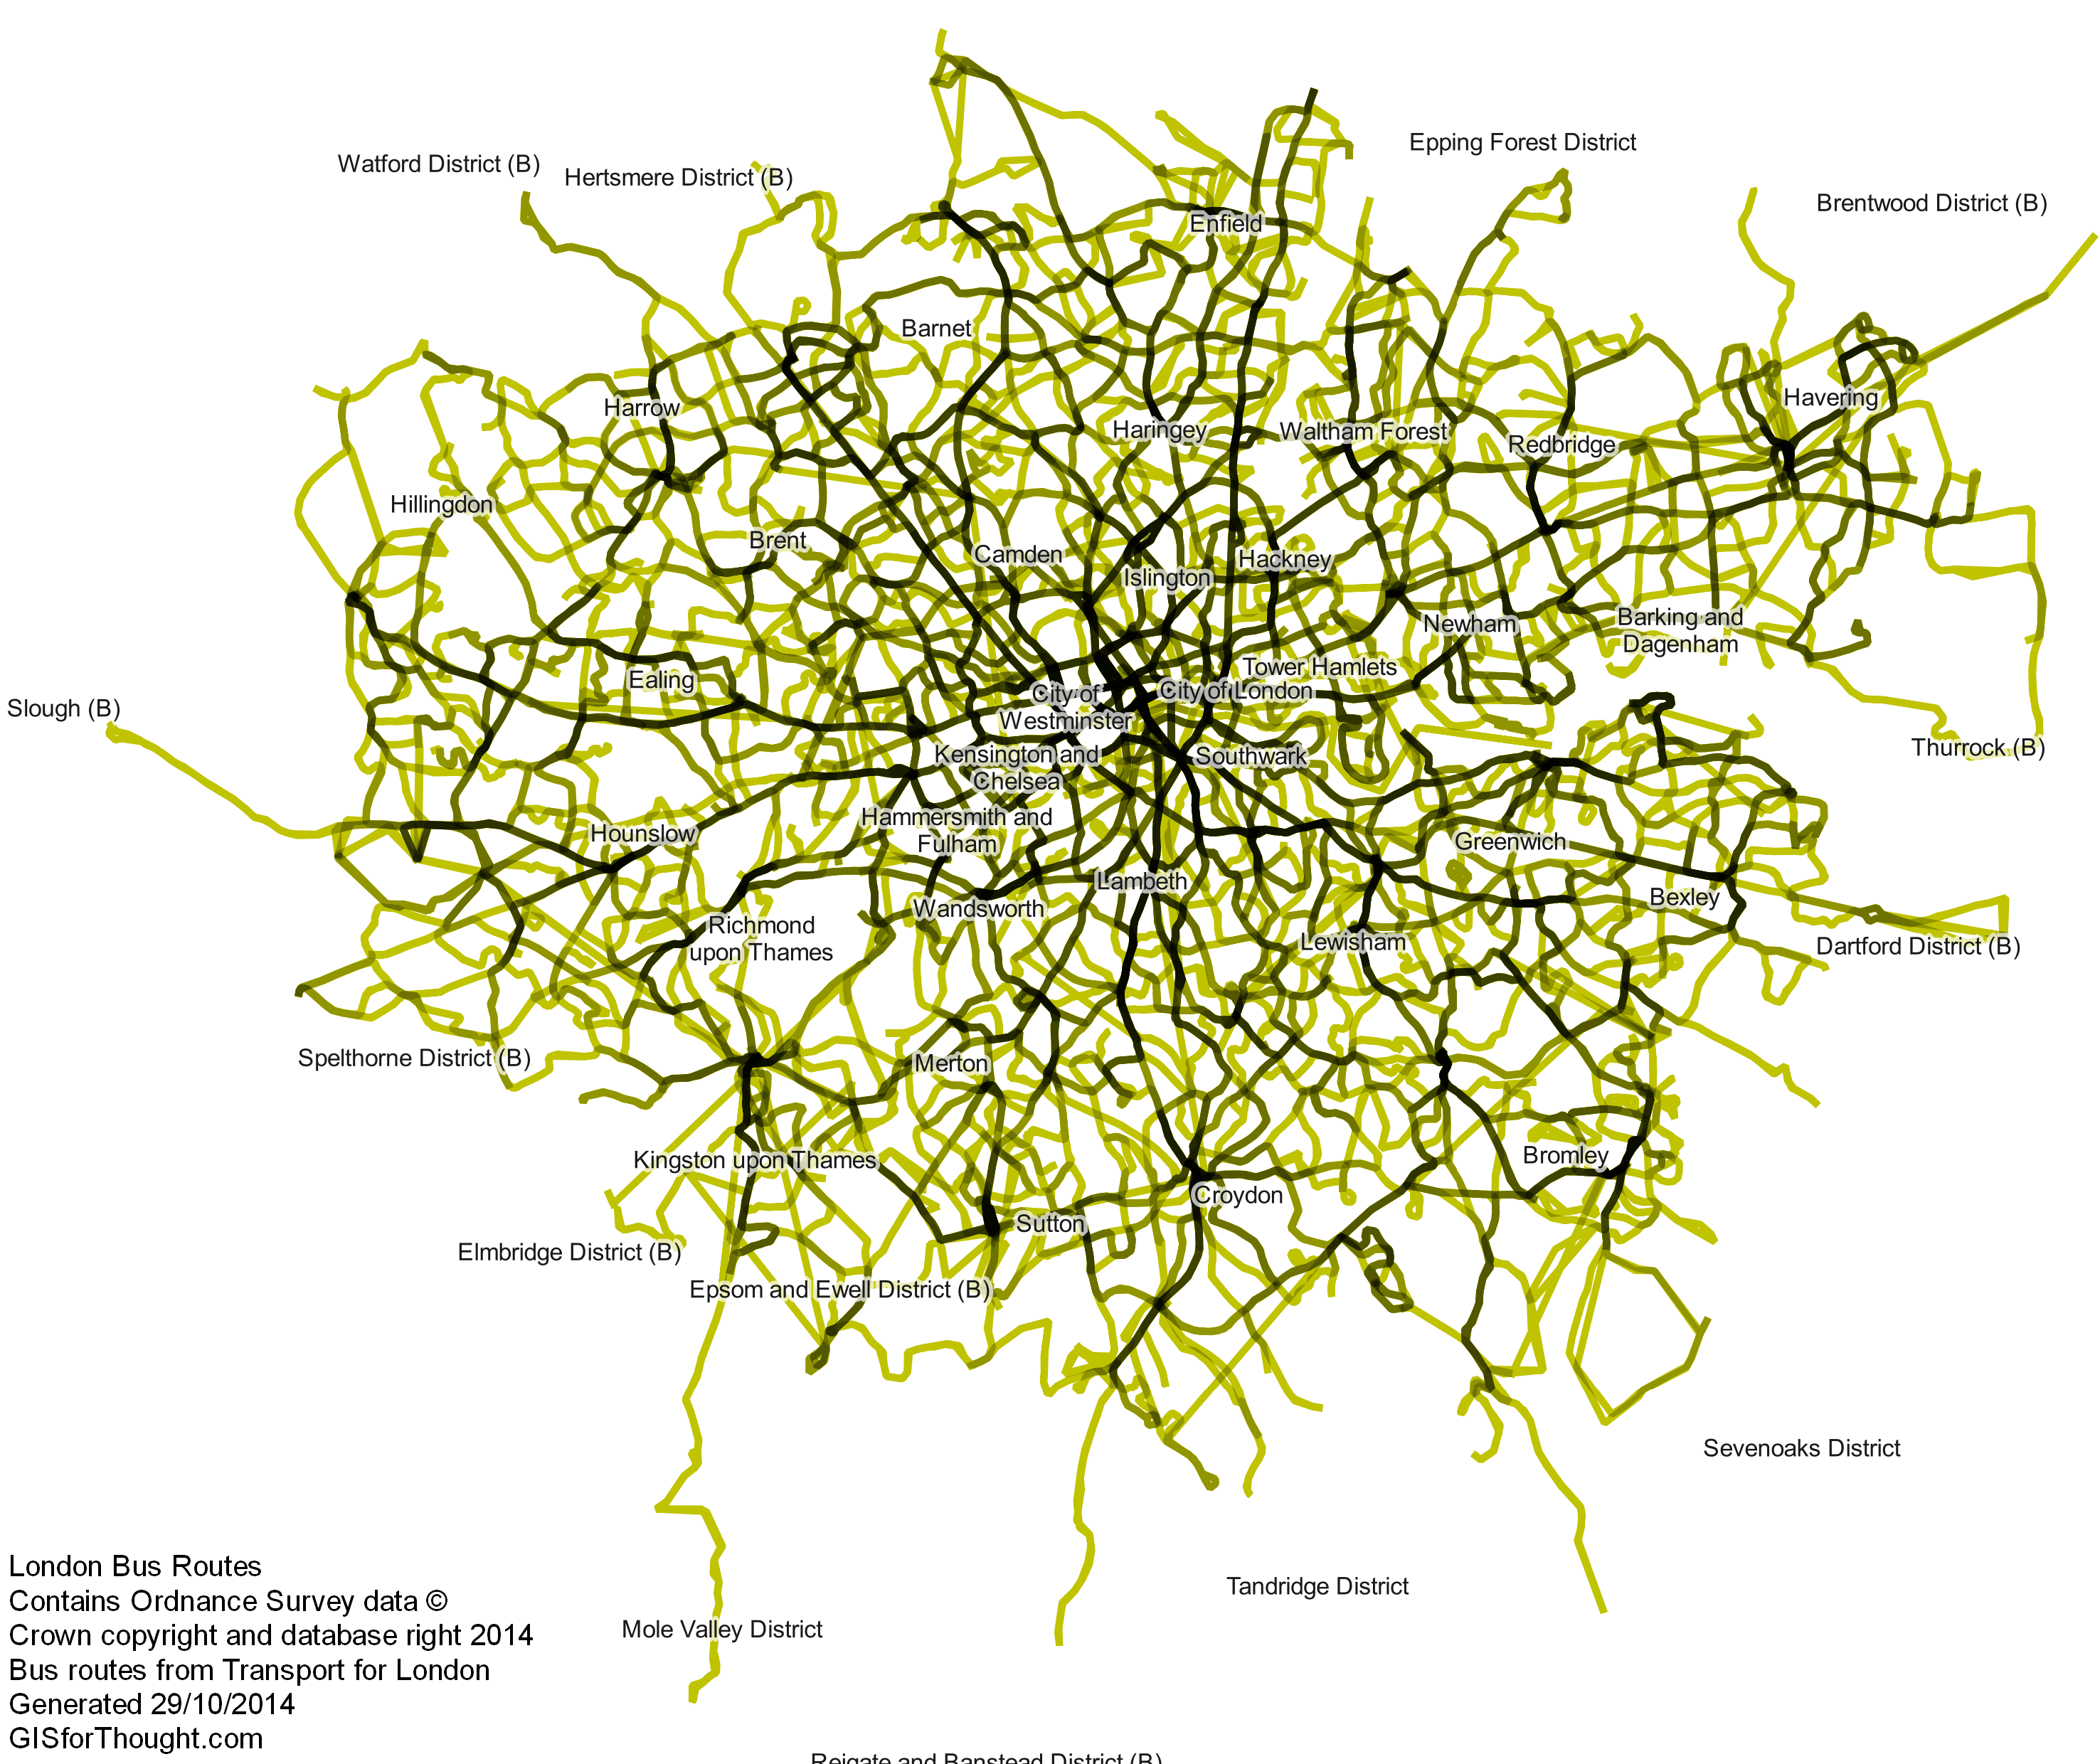 Epping Forest District
Watford District (B)
Hertsmere District (B)
Brentwood District (B)
Enfield
Barnet
Havering
Harrow
Haringey
Waltham Forest
Redbridge
Hillingdon
Brent
Camden
Hackney
Islington
Newham
Barking and
Dagenham
Tower Hamlets
Ealing
City of
Westminster
City of London
Slough (B)
Thurrock (B)
Kensington and
Chelsea
Southwark
Hammersmith and
Fulham
Hounslow
Greenwich
Lambeth
Bexley
Wandsworth
Richmond
upon Thames
Lewisham
Dartford District (B)
Spelthorne District (B)
Merton
Bromley
Kingston upon Thames
Croydon
Sutton
Elmbridge District (B)
Epsom and Ewell District (B)
Sevenoaks District
Tandridge District
Mole Valley District
London Bus Routes
Contains Ordnance Survey data ©
Crown copyright and database right 2014
Bus routes from Transport for London
Generated 29/10/2014
GISforThought.com
Reigate and Banstead District (B)